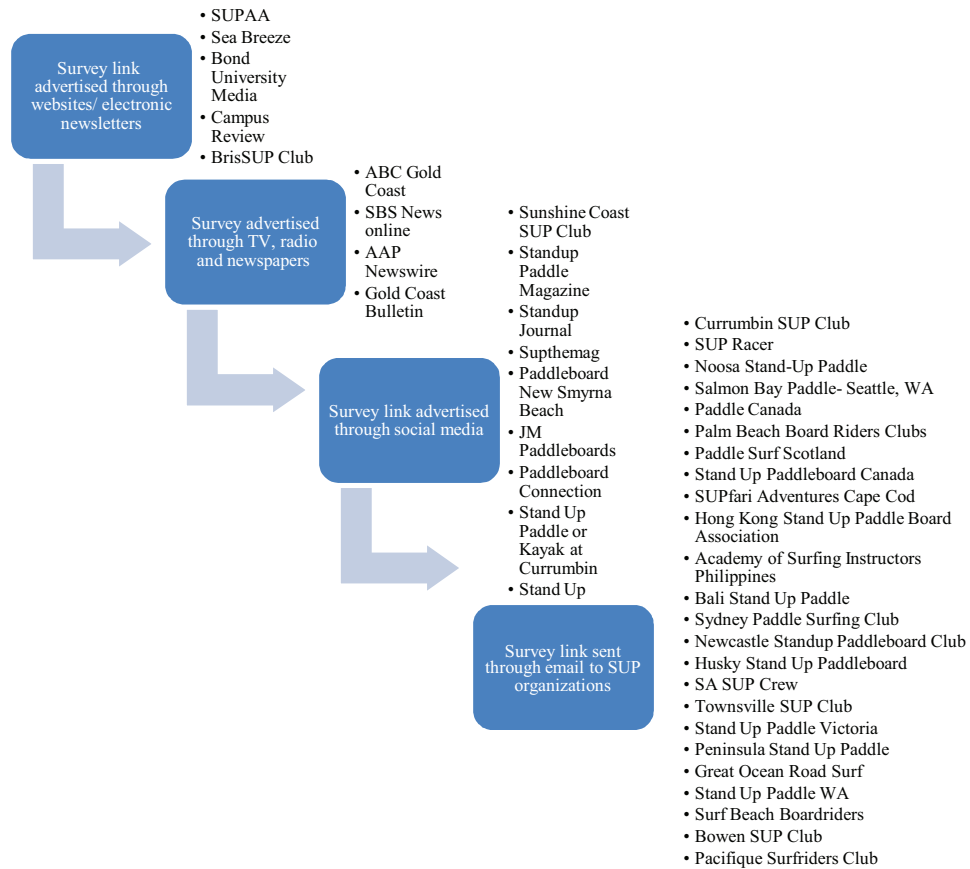 Survey link
advertised through
websites/ electronic
newsletters
• SUPAA
• Sea Breeze
• Bond
University
Media
• Campus
Review
• BrisSUP Club
Survey advertised
through TV, radio
and newspapers
• ABC Gold
Coast
• SBS News
online
• AAP
Newswire
• Gold Coast
Bulletin
Survey link advertised
through social media
• Sunshine Coast
SUP Club
• Standup
Paddle
Magazine
• Standup
Journal
• Supthemag
• Paddleboard
New Smyrna
Beach
• JM
Paddleboards
• Paddleboard
Connection
• Stand Up
Paddle or
Kayak at
Currumbin
• Stand Up
Survey link sent
through email to SUP
organizations
• Currumbin SUP Club
• SUP Racer
• Noosa Stand-Up Paddle
• Salmon Bay Paddle- Seattle, WA
• Paddle Canada
• Palm Beach Board Riders Clubs
• Paddle Surf Scotland
• Stand Up Paddleboard Canada
• SUPfari Adventures Cape Cod
• Hong Kong Stand Up Paddle Board
Association
• Academy of Surfing Instructors
Philippines
• Bali Stand Up Paddle
• Sydney Paddle Surfing Club
• Newcastle Standup Paddleboard Club
• Husky Stand Up Paddleboard
• SA SUP Crew
• Townsville SUP Club
• Stand Up Paddle Victoria
• Peninsula Stand Up Paddle
• Great Ocean Road Surf
• Stand Up Paddle WA
• Surf Beach Boardriders
• Bowen SUP Club
• Pacifique Surfriders Club